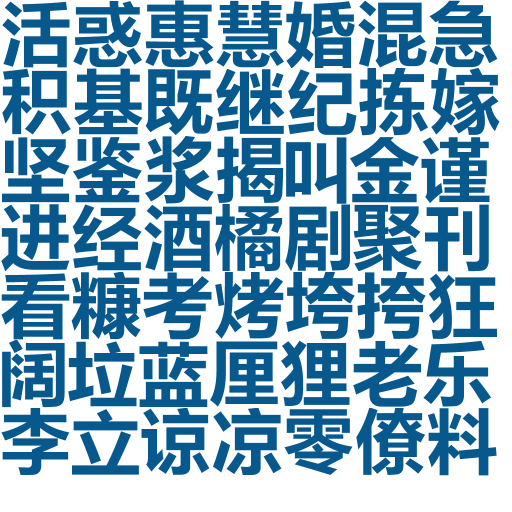 活惑惠慧婚混急
积基既继纪拣嫁
坚鉴浆揭叫金谨
进经酒橘剧聚刊
看糠考烤垮挎狂
阔垃蓝厘狸老乐
李立谅凉零僚料